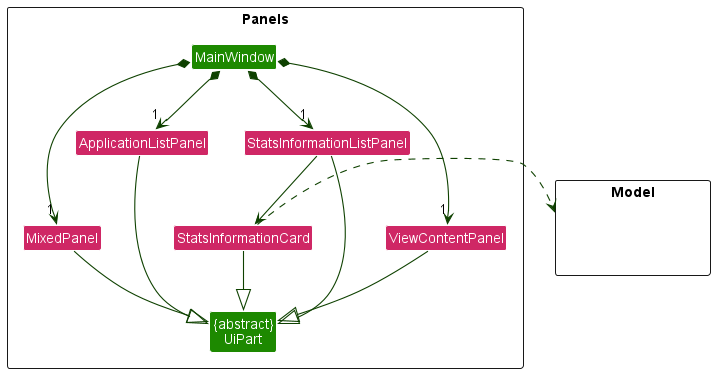 Panels
MainWindow
1
1
ApplicationListPanel
StatsInformationListPanel
Model
1
1
MixedPanel
StatsInformationCard
ViewContentPanel
{abstract}
UiPart